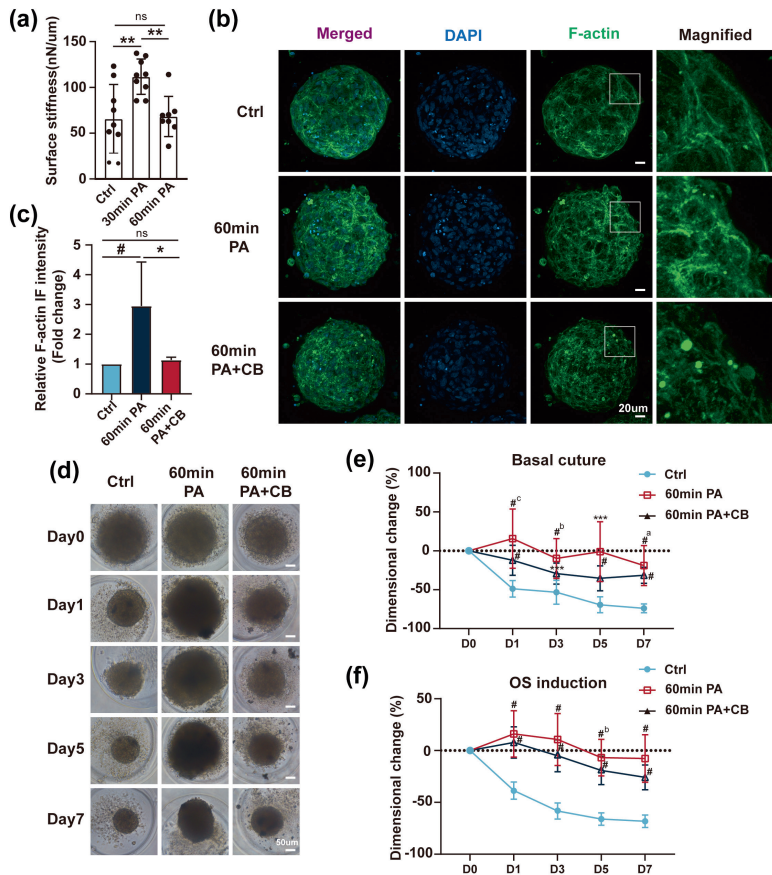 (a)
ns
** **
Surface stiffness(nN/um)
150
100
50
0
Ctrl
30min PA
60min PA
(b)
Merged DAPI F-actin Magnified
Ctrl
60min
PA
60min
PA+CB
20um
(c)
ns
# *
Relative F-actin IF intensity
(Fold change)
5
4
3
2
1
0
Ctrl
60min PA
60min
PA+CB
(d)
Ctrl 60min PA 60min PA+CB
Day0
Day1
Day3
Day5
Day7
50um
(e)
Basal cuture
Dimensional change (%)
100
50
0
-50
-100
D0 D1 D3 D5 D7
#c
#b
***
#a
#
***
#
#
Ctrl
60min PA
60min PA+CB
(f)
OS induction
Dimensional change (%)
50
0
-50
-100
D0 D1 D3 D5 D7
#
#
#b
#
#
#
#
#
Ctrl
60min PA
60min PA+CB